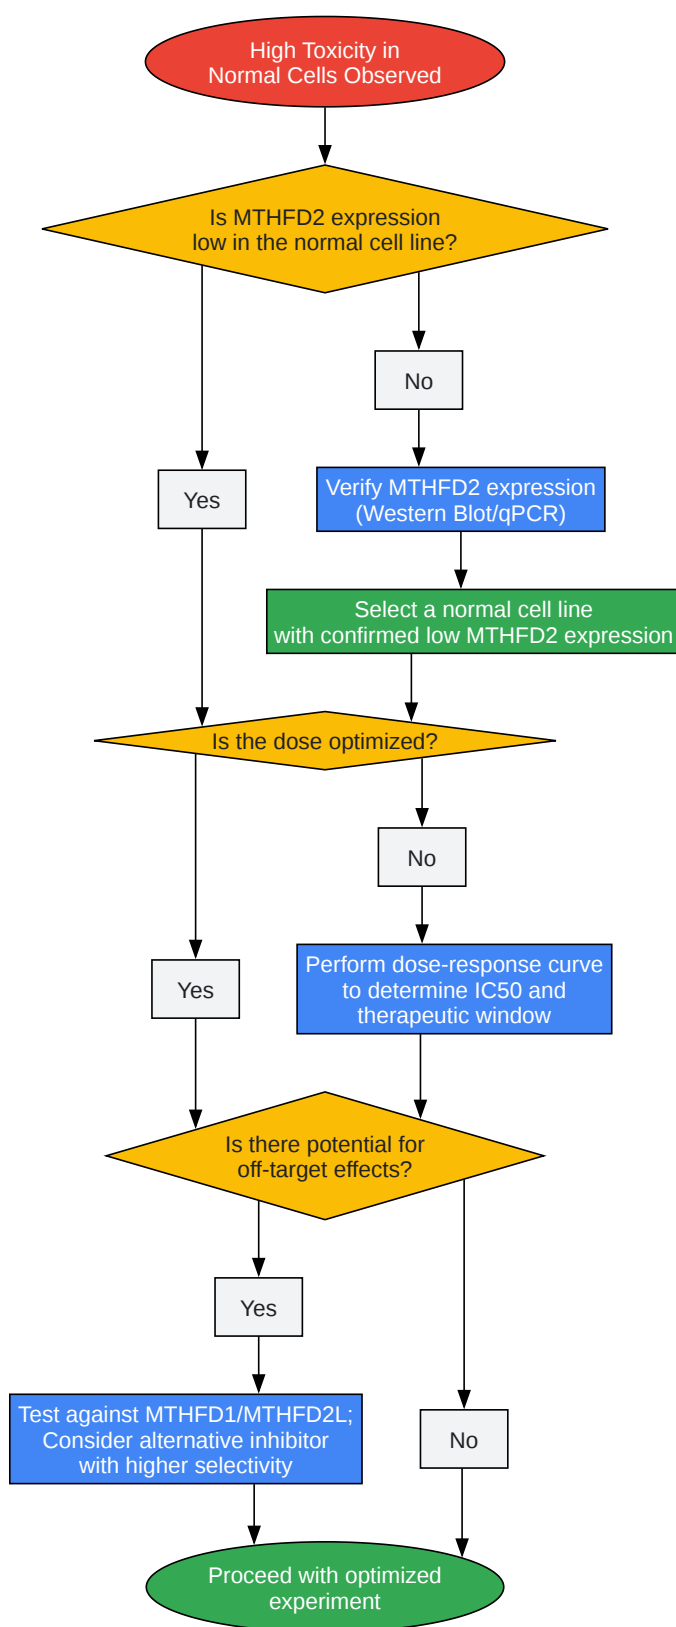 High Toxicity in
Normal Cells Observed
Is MTHFD2 expression
low in the normal cell line?
No
Yes
Verify MTHFD2 expression
(Western Blot/qPCR)
Select a normal cell line
with confirmed low MTHFD2 expression
Is the dose optimized?
No
Yes
Perform dose-response curve
to determine IC50 and
therapeutic window
Is there potential for
off-target effects?
Yes
Test against MTHFD1/MTHFD2L;
Consider alternative inhibitor
with higher selectivity
No
Proceed with optimized
experiment